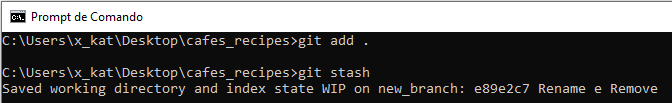 Prompt de Comando
C:\Users\x_kat\Desktop\cafes_recipes>git add .
C:\Users\x_kat\Desktop\cafes_recipes>git stash
Saved working directory and index state WIP on new_branch: e89e2c7 Rename e Remove